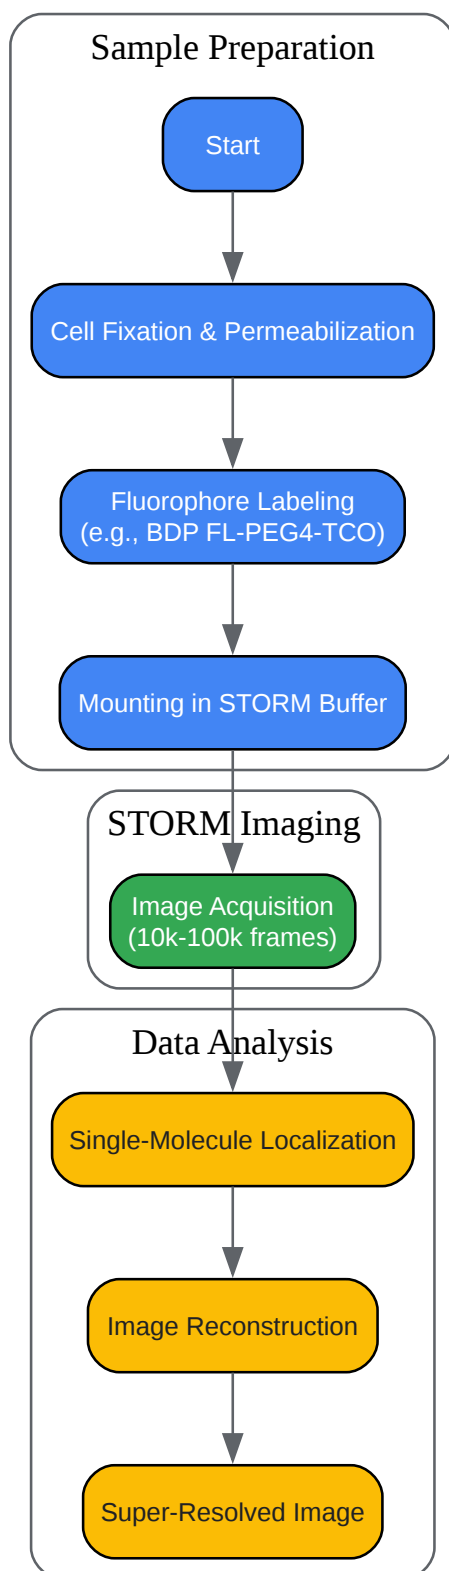 Sample Preparation
Start
Cell Fixation & Permeabilization
Fluorophore Labeling
(e.g., BDP FL-PEG4-TCO)
Mounting in STORM Buffer
STORM Imaging
Image Acquisition
(10k-100k frames)
Data Analysis
Single-Molecule Localization
Image Reconstruction
Super-Resolved Image